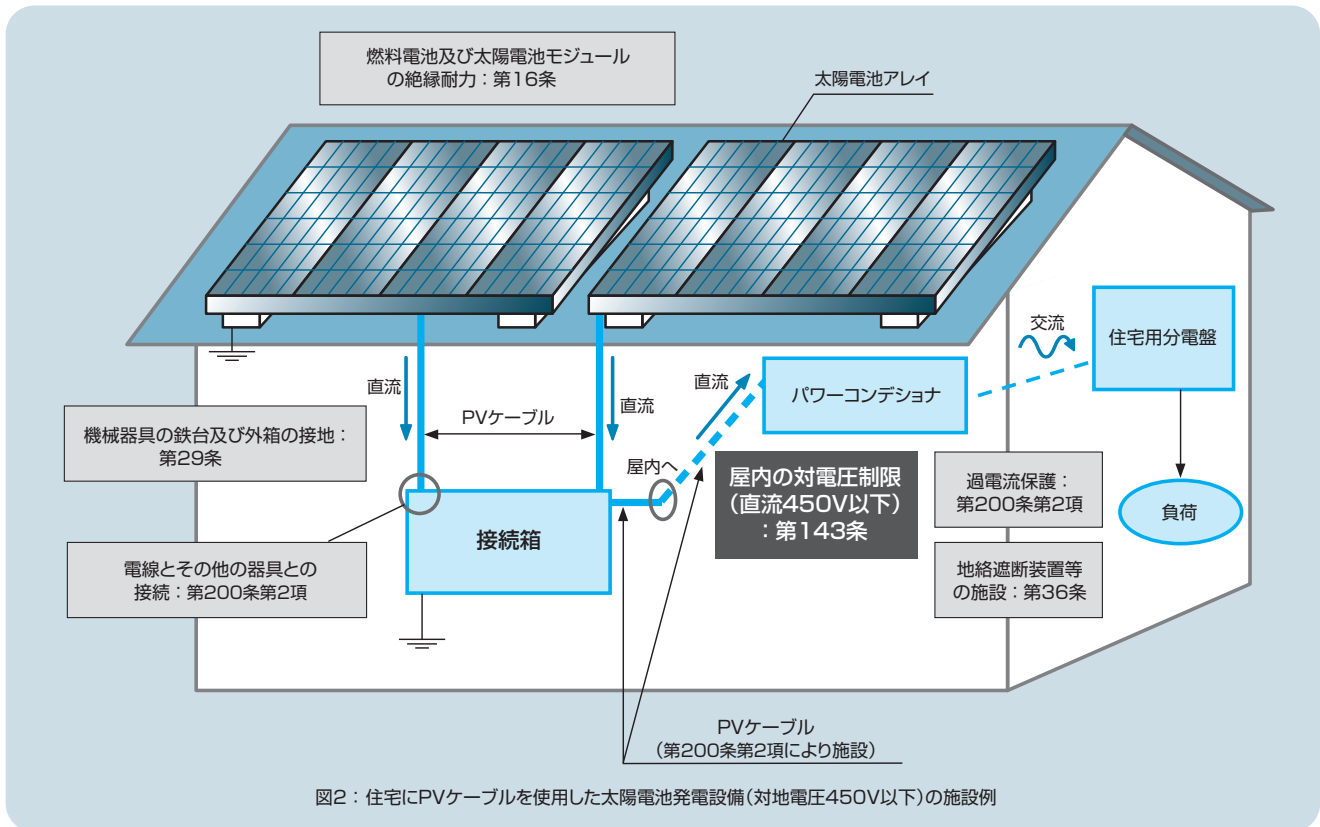 燃料電池及び太陽電池モジュール
の絶縁耐力：第16条
太陽電池アレイ
交流
住宅用分電盤
直流
直流
直流
パワーコンデショナ
PVケーブル
機械器具の鉄台及び外箱の接地：
第29条
屋内へ
屋内の対電圧制限
（直流450V以下）
：第143条
過電流保護：
第200条第2項
負荷
接続箱
電線とその他の器具との
接続：第200条第2項
地絡遮断装置等
の施設：第36条
PVケーブル
（第200条第2項により施設）
図2：住宅にPVケーブルを使用した太陽電池発電設備（対地電圧450V以下）の施設例